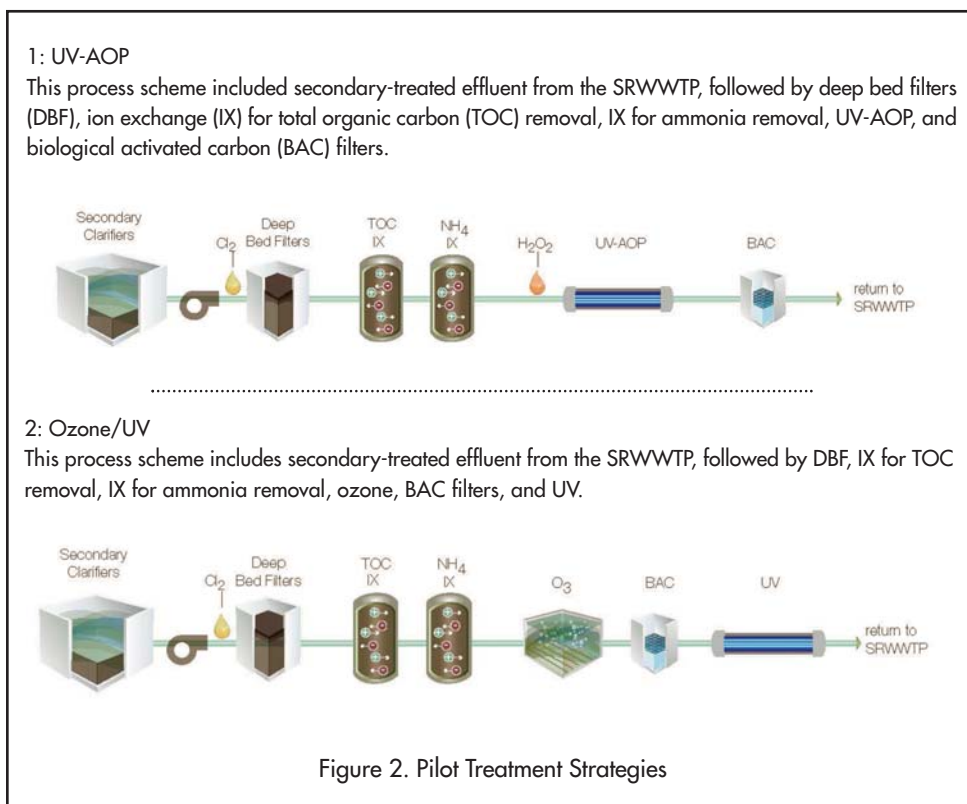 1: UV-AOP
This process scheme included secondary-treated effluent from the SRWWTP, followed by deep bed filters
(DBF), ion exchange (IX) for total organic carbon (TOC) removal, IX for ammonia removal, UV-AOP, and
biological activated carbon (BAC) filters.
Secondary
Clarifiers
Cl2
Deep
Bed Filters
TOC
IX
NH4
IX
H2O2
UV-AOP
BAC
return to
SRWWTP
2: Ozone/UV
This process scheme includes secondary-treated effluent from the SRWWTP, followed by DBF, IX for TOC
removal, IX for ammonia removal, ozone, BAC filters, and UV.
Secondary
Clarifiers
Cl2
Deep
Bed Filters
TOC
IX
NH4
IX
O3
BAC
UV
return to
SRWWTP
Figure 2. Pilot Treatment Strategies